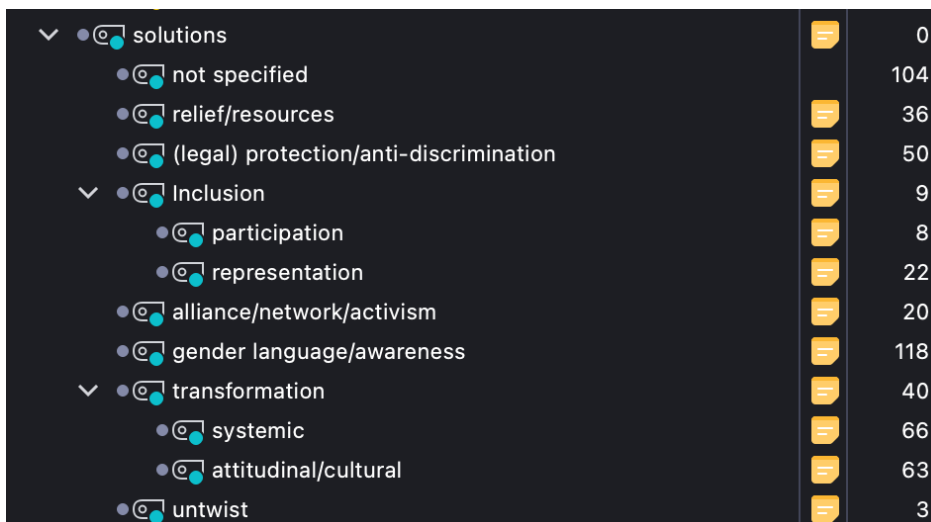 solutions 0
not specified 104
relief/resources 36
(legal) protection/anti-discrimination 50
Inclusion 9
participation 8
representation 22
alliance/network/activism 20
gender language/awareness 118
transformation 40
systemic 66
attitudinal/cultural 63
untwist 3